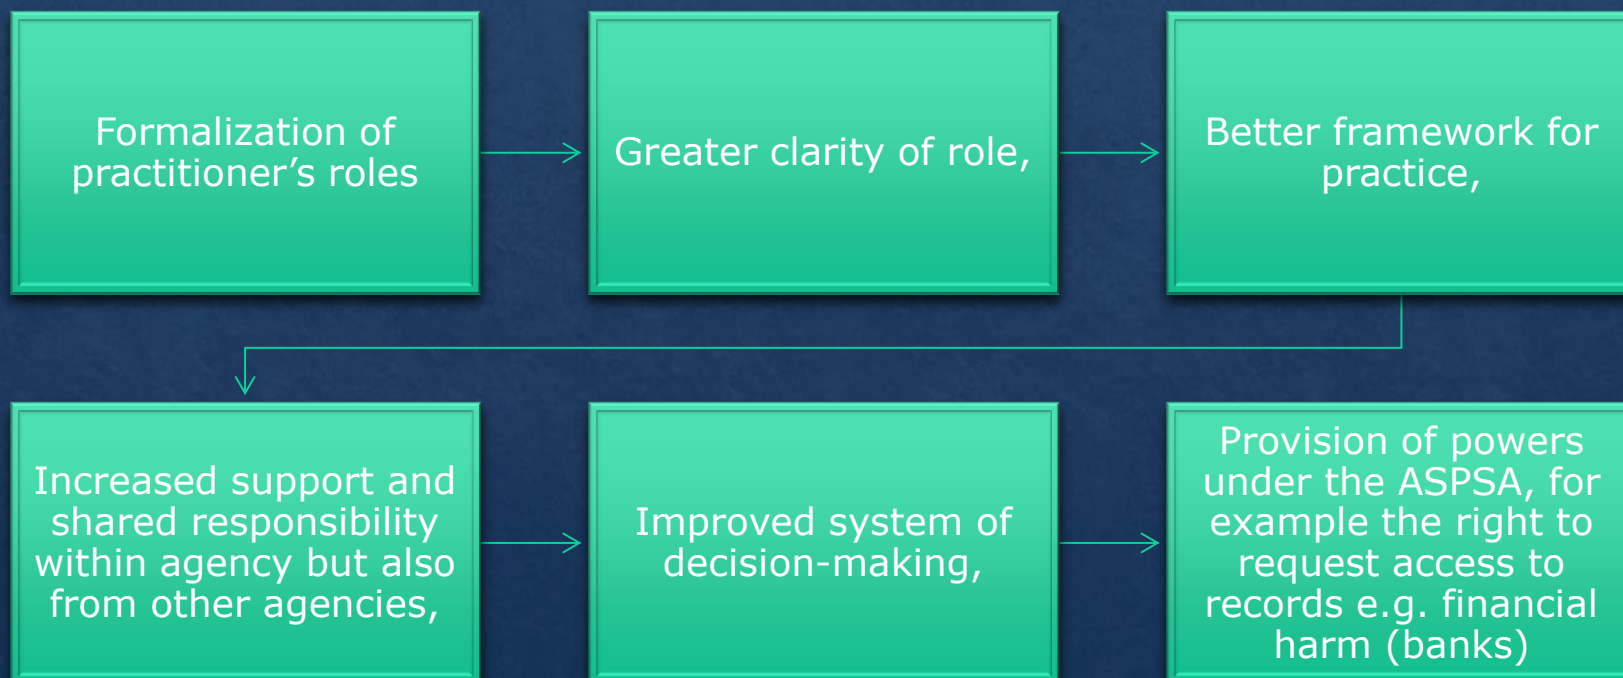 Formalization of
practitioner’s roles
Greater clarity of role,
Better framework for
practice,
Increased support and
shared responsibility
within agency but also
from other agencies,
Improved system of
decision-making,
Provision of powers
under the ASPSA, for
example the right to
request access to
records e.g. financial
harm (banks)